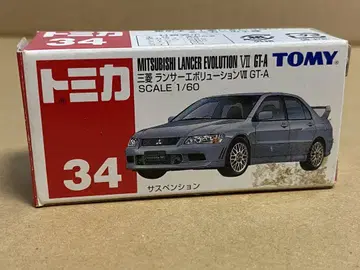 34
トミカ
34
MITSUBISHI LANCER EVOLUTION VII GT-A
三菱 ランサーエボリューションVII GT-A
SCALE 1/60
TOMY
サスペンション